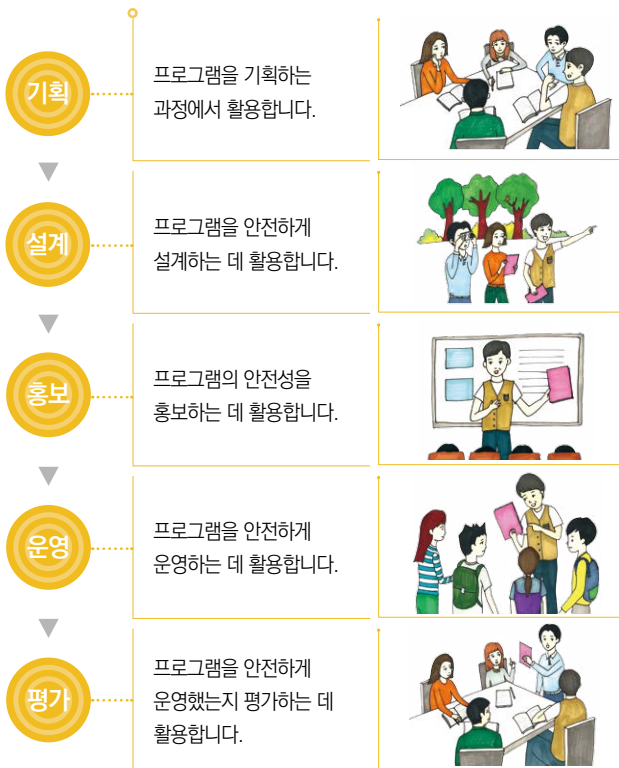 기획
프로그램을 기획하는
과정에서 활용합니다.
설계
프로그램을 안전하게
설계하는 데 활용합니다.
홍보
프로그램의 안전성을
홍보하는 데 활용합니다.
운영
프로그램을 안전하게
운영하는 데 활용합니다.
평가
프로그램을 안전하게
운영했는지 평가하는 데
활용합니다.